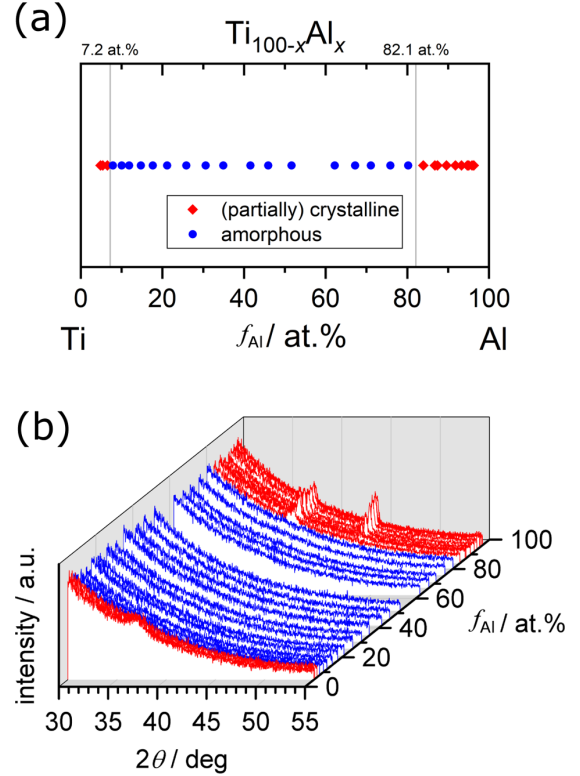 (a)
Ti100-xAlx
7.2 at.% 82.1 at.%
(partially) crystalline
amorphous
0 20 40 60 80 100
Ti fAl / at.% Al
(b)
intensity / a.u.
100
80
60
40
20
0
fAl / at.%
30 35 40 45 50 55
2θ / deg